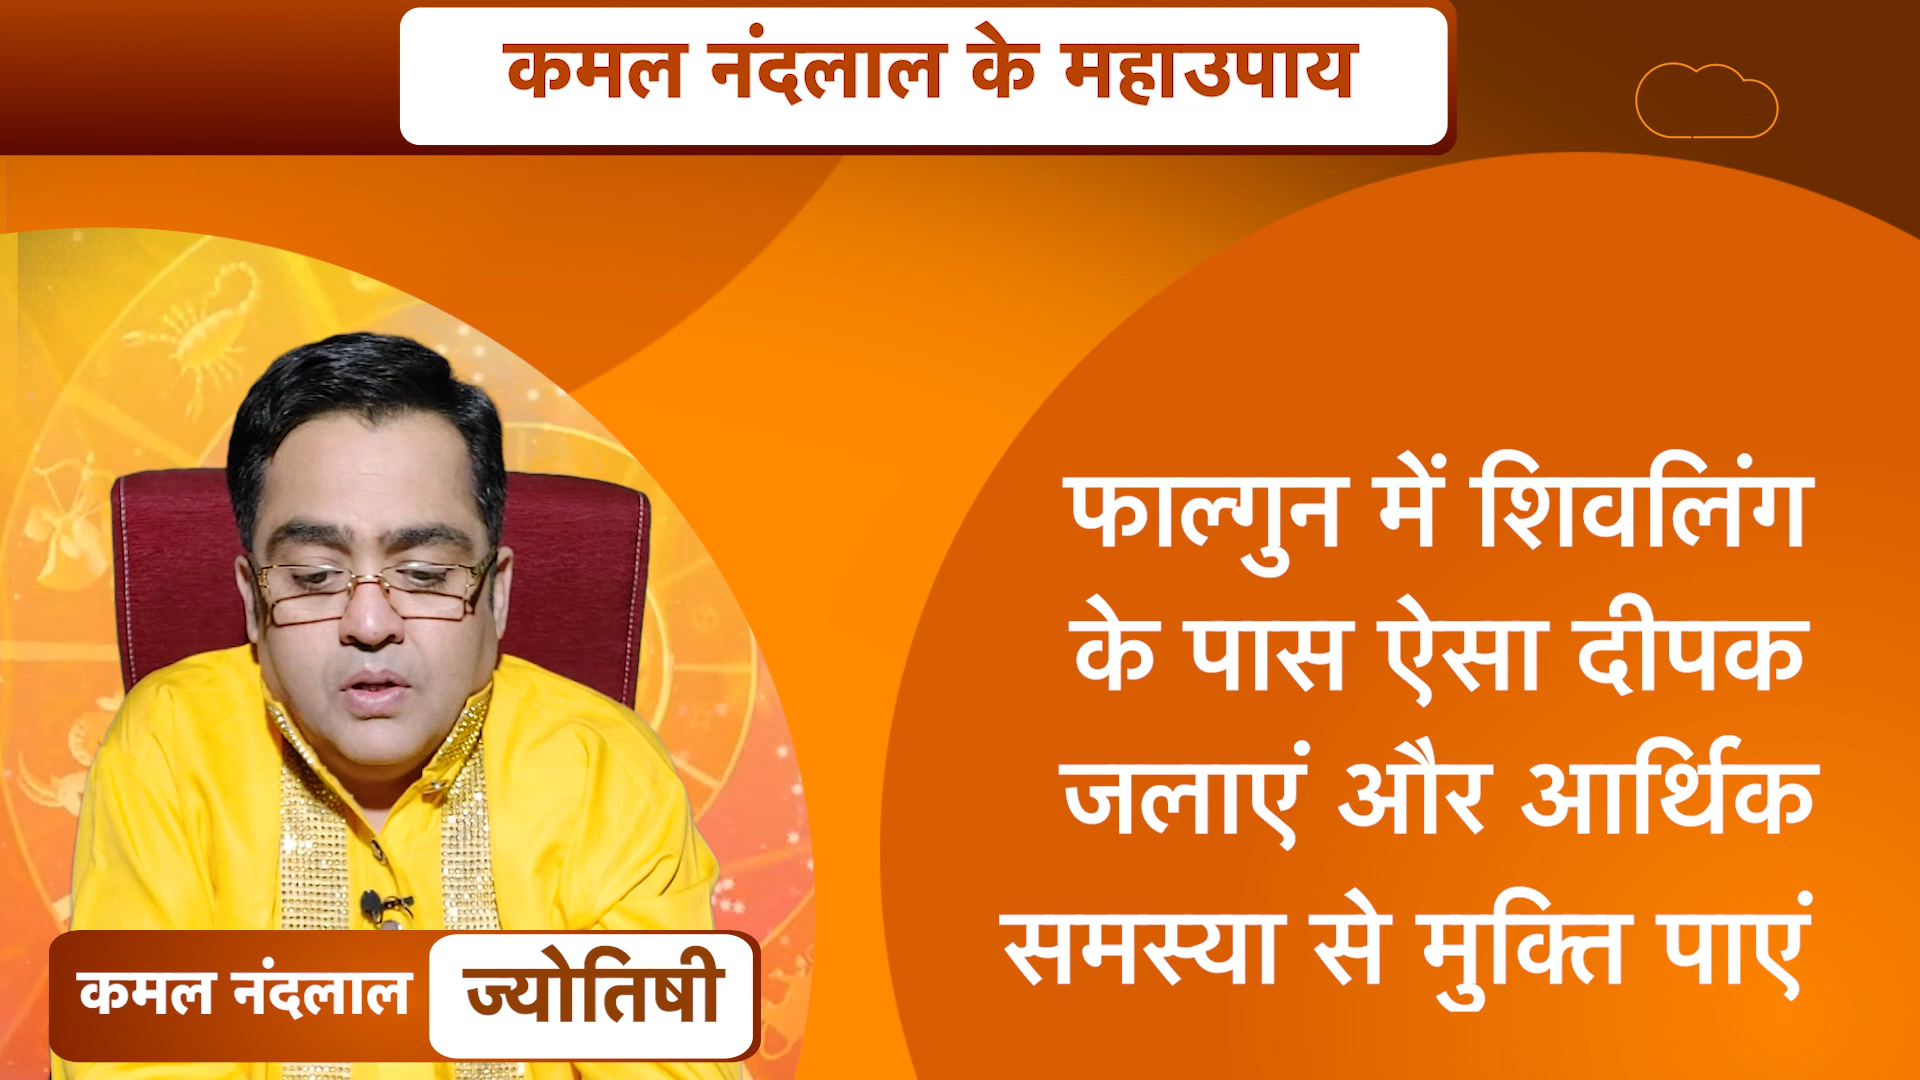 कमल नंदलाल के महाउपाय
फाल्गुन में शिवलिंग
के पास ऐसा दीपक
जलाएं और आर्थिक
समस्या से मुक्ति पाएं
कमल नंदलाल ज्योतिषी